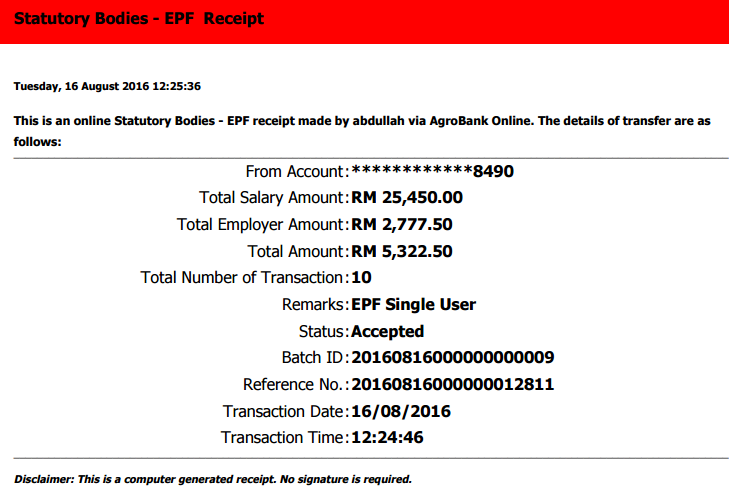 Statutory Bodies - EPF Receipt
Tuesday, 16 August 2016 12:25:36
This is an online Statutory Bodies - EPF receipt made by abdullah via AgroBank Online. The details of transfer are as
follows:
From Account:************8490
Total Salary Amount:RM 25,450.00
Total Employer Amount:RM 2,777.50
Total Amount:RM 5,322.50
Total Number of Transaction:10
Remarks:EPF Single User
Status:Accepted
Batch ID:20160816000000000009
Reference No.:20160816000000012811
Transaction Date:16/08/2016
Transaction Time:12:24:46
Disclaimer: This is a computer generated receipt. No signature is required.